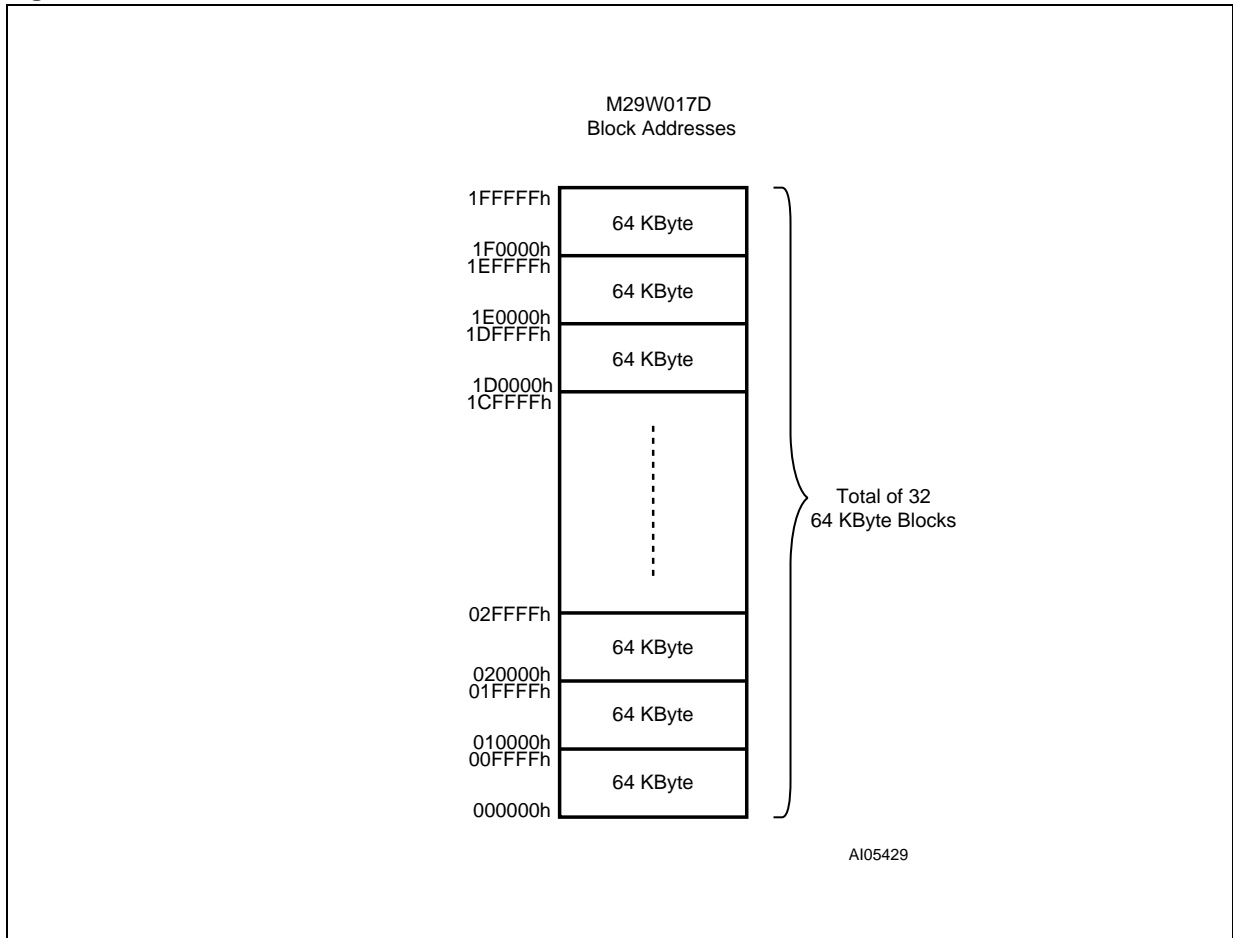 M29W017D
Block Addresses
1FFFFFh
64 KByte
1F0000h
1EFFFFh
64 KByte
1E0000h
1DFFFFh
64 KByte
1D0000h
1CFFFFh
Total of 32
64 KByte Blocks
02FFFFh
64 KByte
020000h
01FFFFh
64 KByte
010000h
00FFFFh
64 KByte
000000h
AI05429